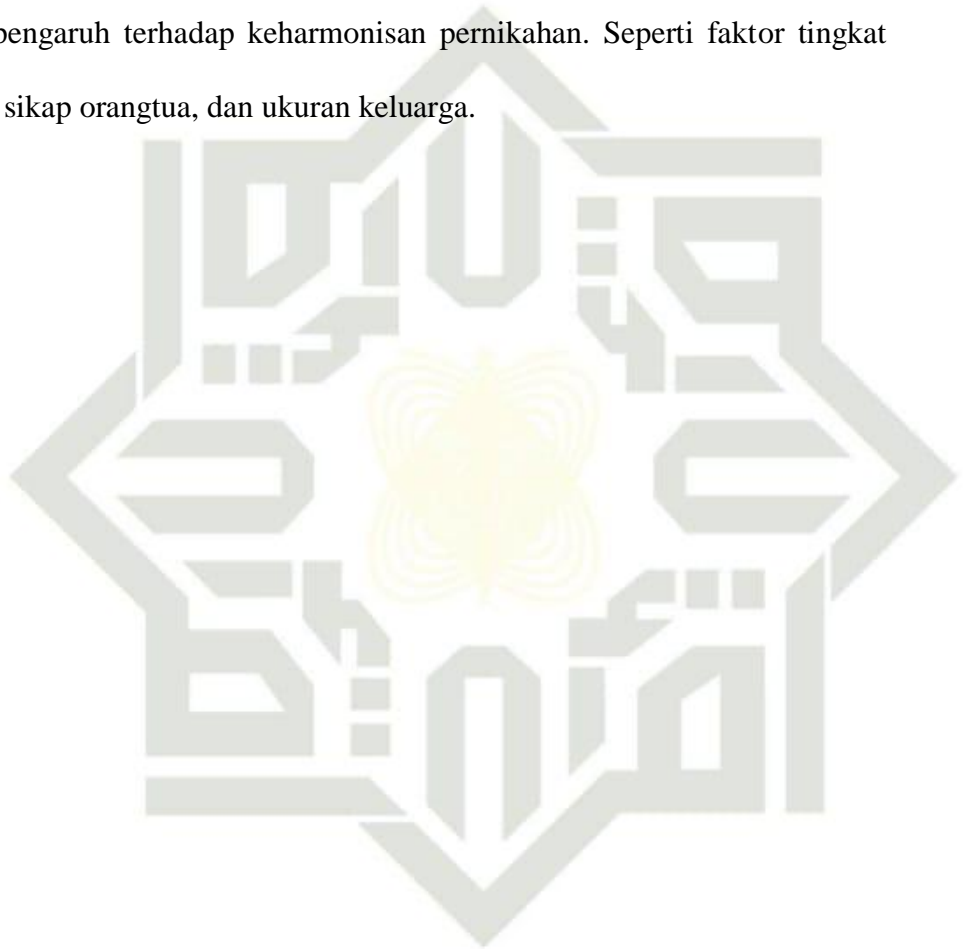 pengaruh terhadap keharmonisan pernikahan. Seperti faktor tingkat
sikap orangtua, dan ukuran keluarga.